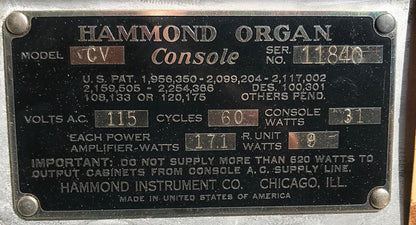 HAMMOND ORGAN
MODEL CV Console SER. NO. 11840
U.S. PAT. 1,956,350 - 2,099,204 - 2,117,002
2,159,505 - 2,254,366 DES. 100,301
108,133 OR 120,175 OTHERS PEND.
VOLTS A.C. 115 CYCLES 60 CONSOLE WATTS 31
EACH POWER AMPLIFIER-WATTS 171 R. UNIT WATTS 9
IMPORTANT: DO NOT SUPPLY MORE THAN 620 WATTS TO
OUTPUT CABINETS FROM CONSOLE A.C. SUPPLY LINE.
HAMMOND INSTRUMENT CO. CHICAGO, ILL.
MADE IN UNITED STATES OF AMERICA